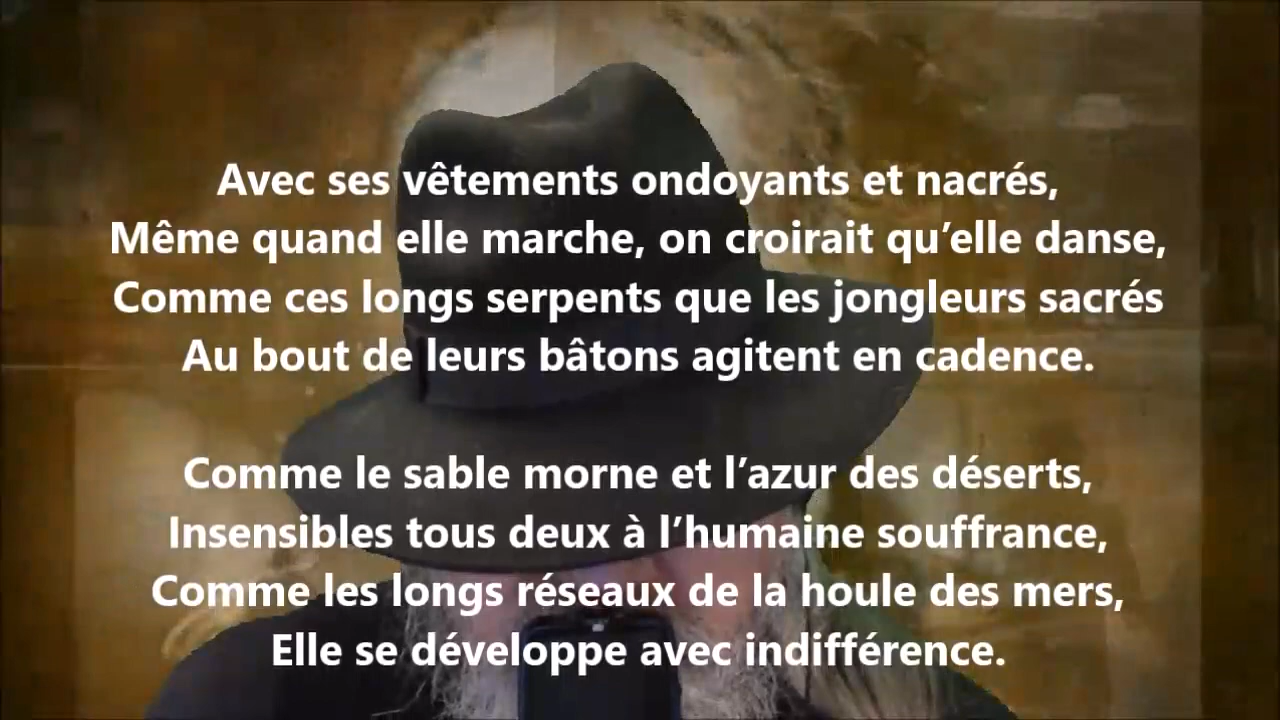 Avec ses vêtements ondoyants et nacrés,
Même quand elle marche, on croirait qu’elle danse,
Comme ces longs serpents que les jongleurs sacrés
Au bout de leurs bâtons agitent en cadence.
Comme le sable morne et l’azur des déserts,
Insensibles tous deux à l’humaine souffrance,
Comme les longs réseaux de la houle des mers,
Elle se développe avec indifférence.